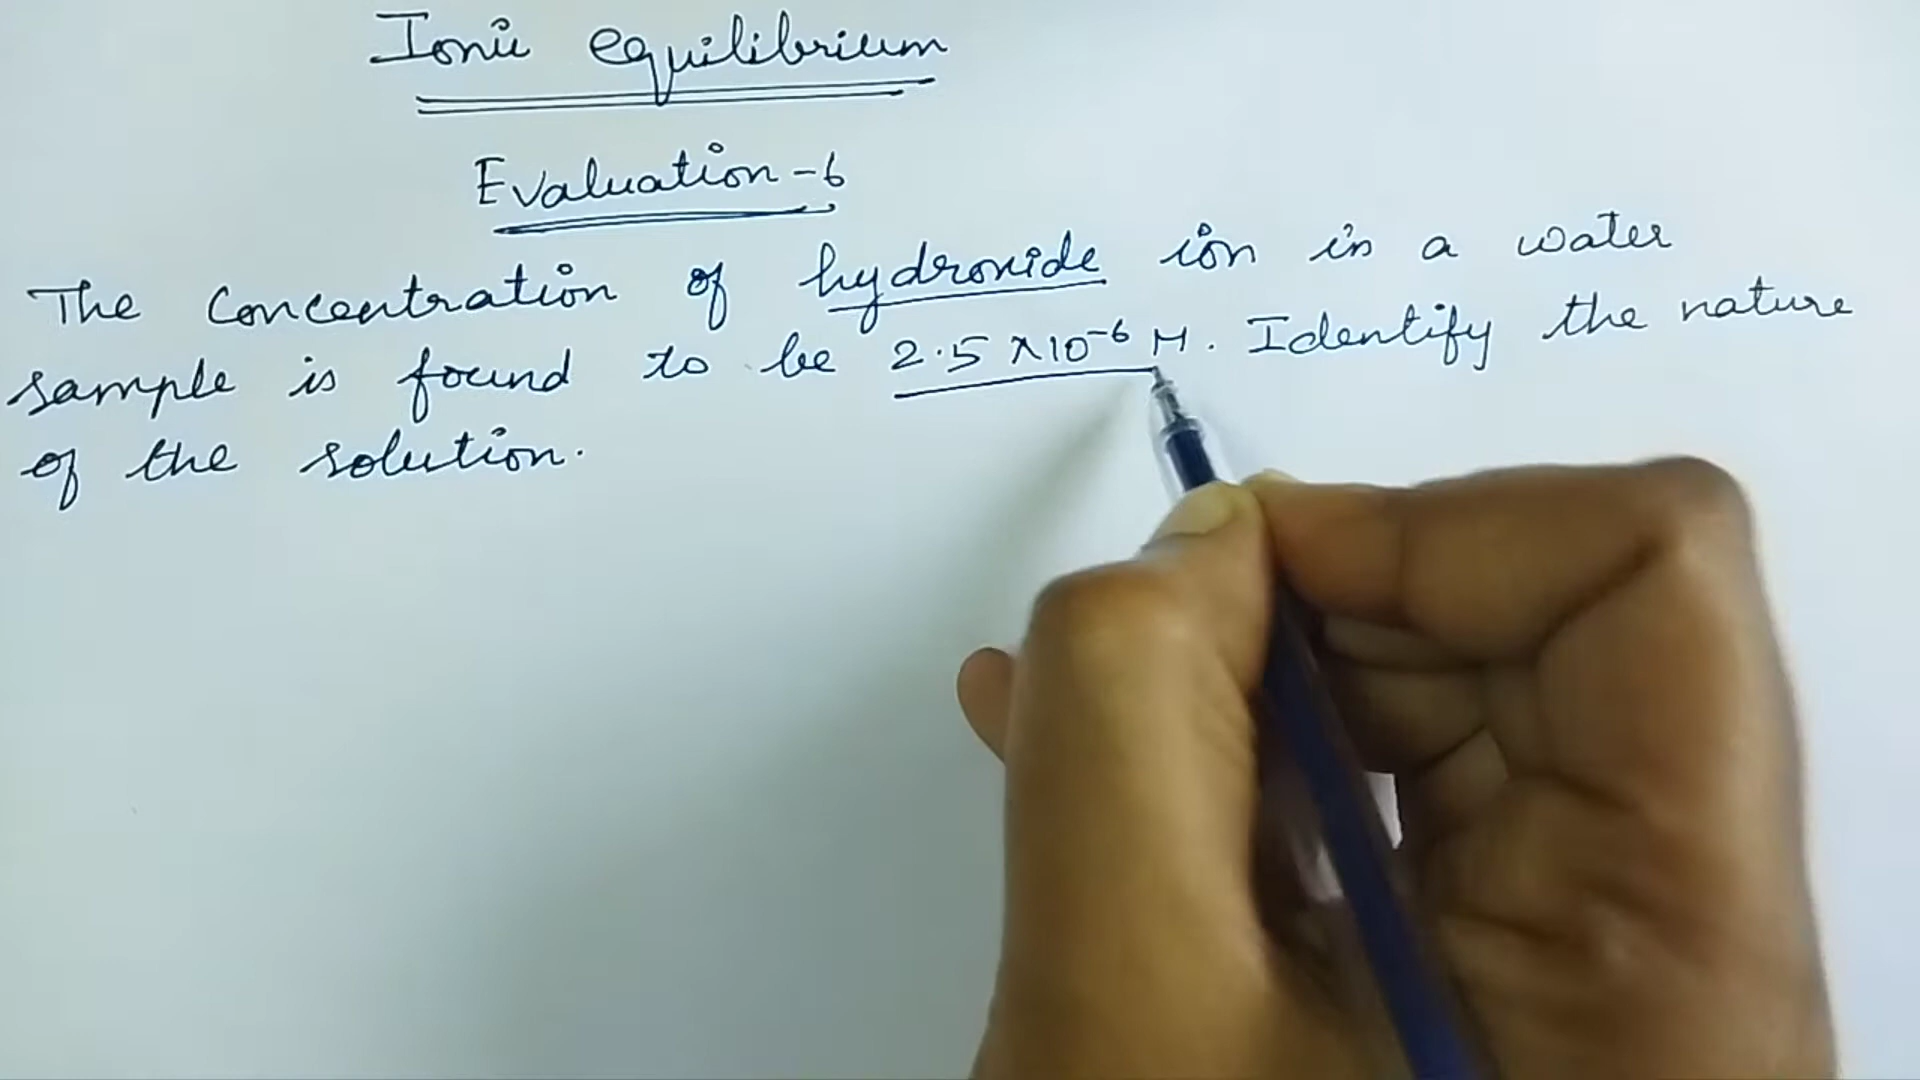 Ionic equilibrium
Evaluation-6
The concentration of hydroxide ion in a water
sample is found to be 2.5 x 10⁻⁶ M. Identify the nature
of the solution.